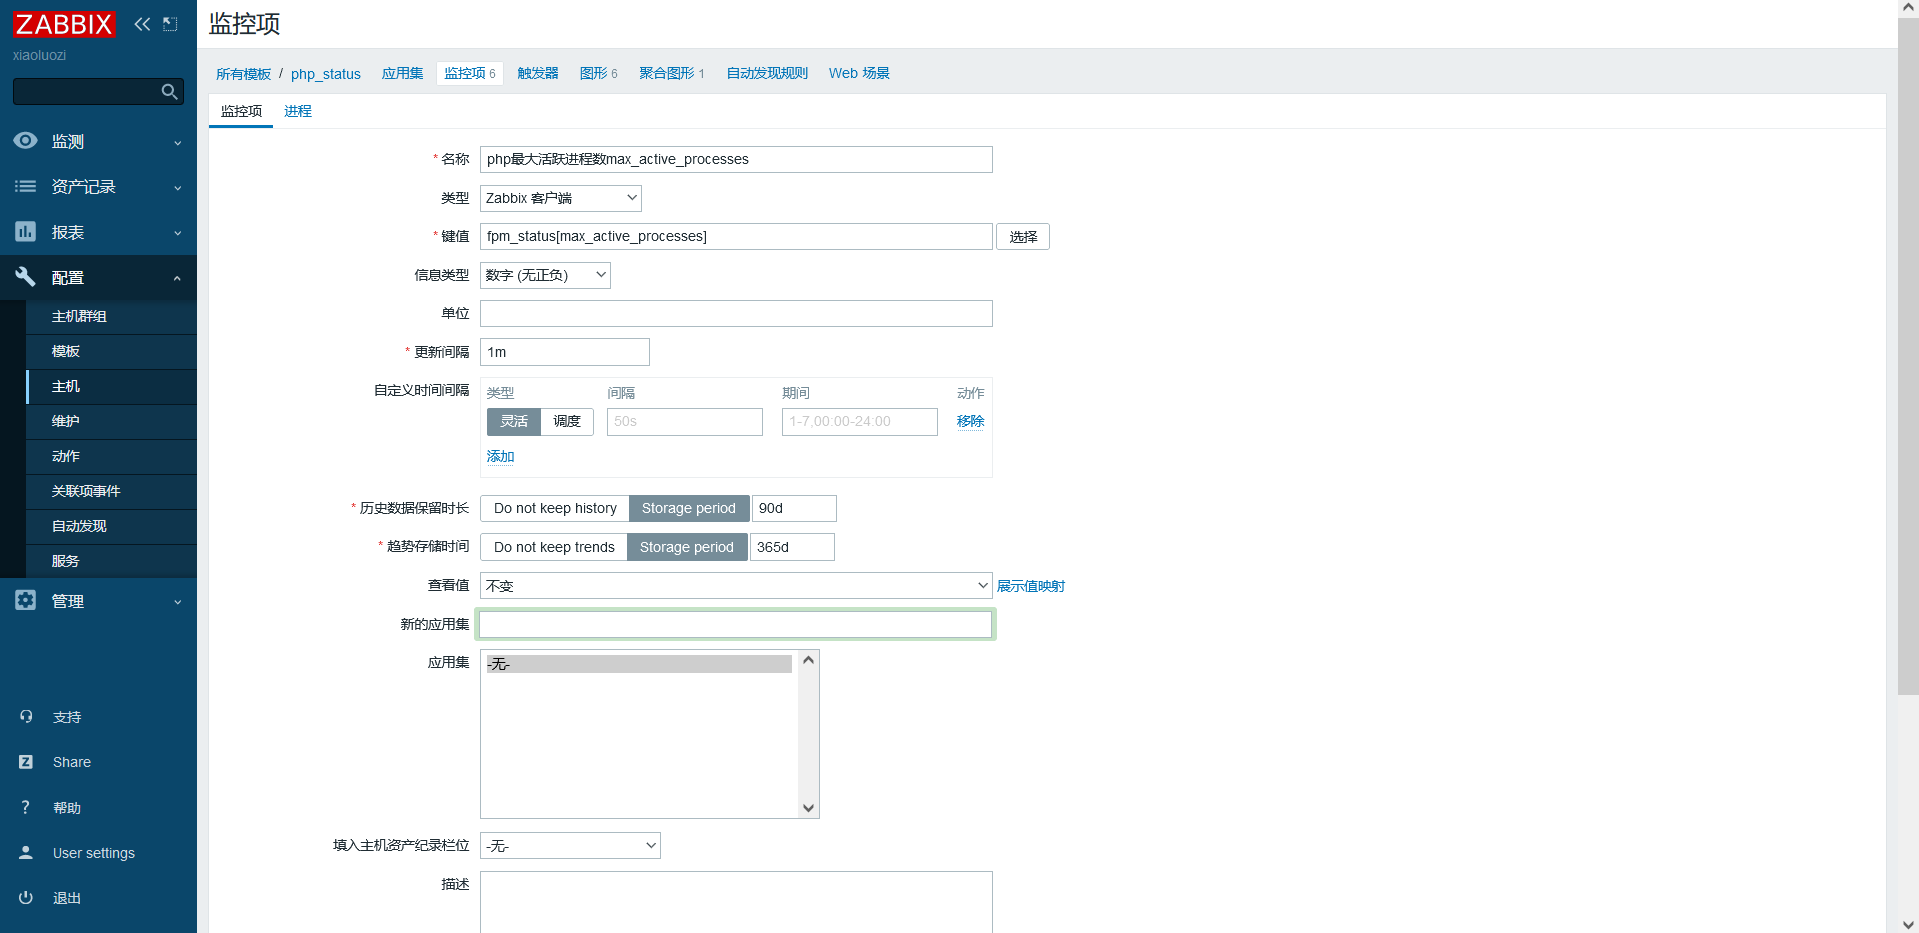 ZABBIX
xiaoluozi
监测
资产记录
报表
配置
主机群组
模板
主机
维护
动作
关联项事件
自动发现
服务
管理
支持
Share
帮助
User settings
退出
监控项
所有模板 / php_status 应用集 监控项 6 触发器 图形 6 聚合图形 1 自动发现规则 Web 场景
监控项 进程
* 名称 php最大活跃进程数max_active_processes
类型 Zabbix 客户端
* 键值 fpm_status[max_active_processes] 选择
信息类型 数字 (无正负)
单位
* 更新间隔 1m
自定义时间间隔 类型 间隔 期间 动作
灵活 调度 50s 1-7,00:00-24:00 移除
添加
* 历史数据保留时长 Do not keep history Storage period 90d
* 趋势存储时间 Do not keep trends Storage period 365d
查看值 不变 展示值映射
新的应用集
应用集 -无-
填入主机资产纪录栏位 -无-
描述